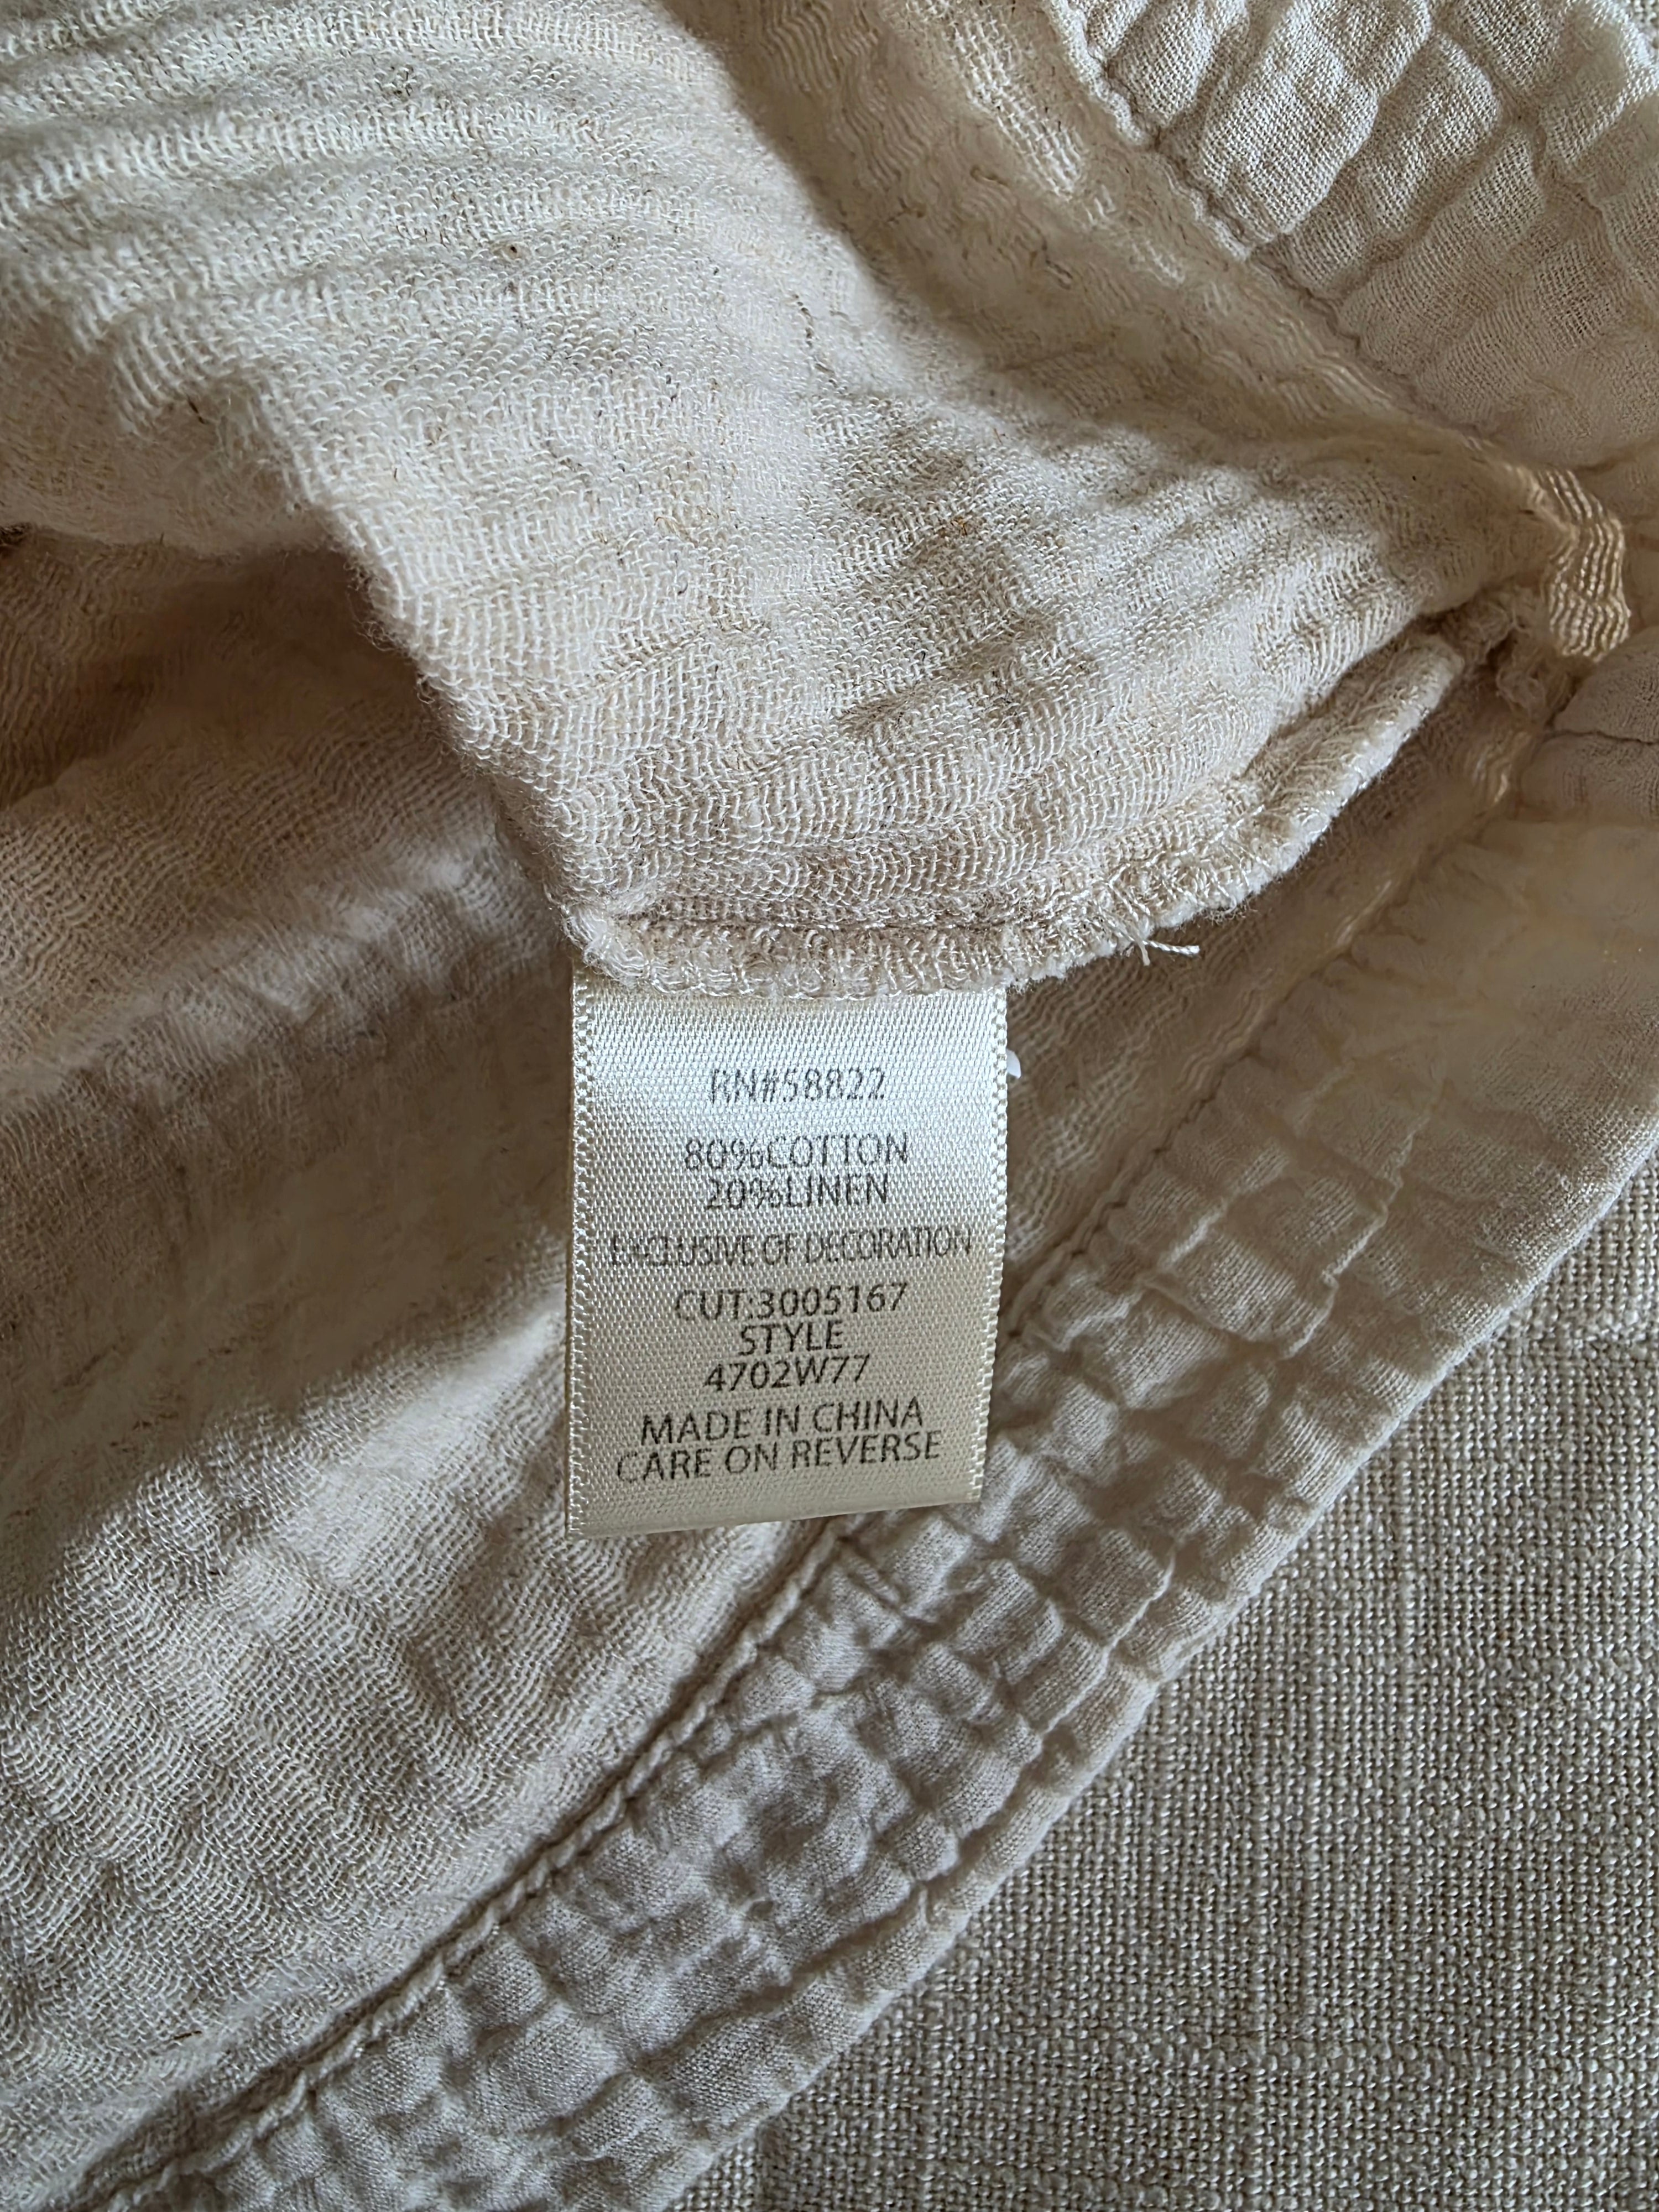 RN#58822
80%COTTON
20%LINEN
EXCLUSIVE OF DECORATION
CUT:3005167
STYLE
4702W77
MADE IN CHINA
CARE ON REVERSE